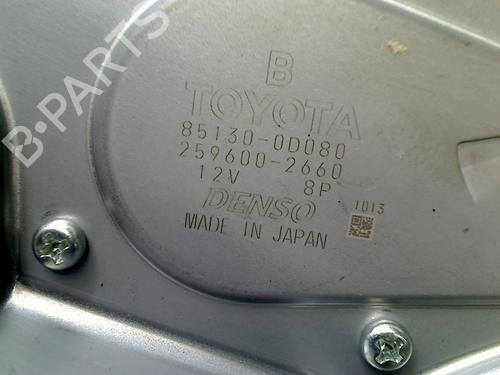 B-PARTS
B
TOYOTA
85130-0D080
259600-2660
12V 8P
DENSO
1013
MADE IN JAPAN